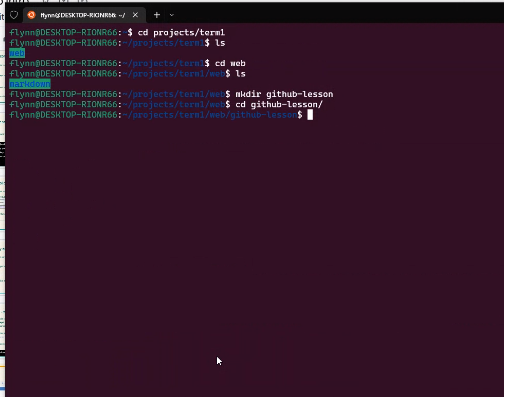 flynn@DESKTOP-RIONR66: ~/
flynn@DESKTOP-RIONR66:~$ cd projects/term1
flynn@DESKTOP-RIONR66:~/projects/term1$ ls
web
flynn@DESKTOP-RIONR66:~/projects/term1$ cd web
flynn@DESKTOP-RIONR66:~/projects/term1/web$ ls
markdown
flynn@DESKTOP-RIONR66:~/projects/term1/web$ mkdir github-lesson
flynn@DESKTOP-RIONR66:~/projects/term1/web$ cd github-lesson/
flynn@DESKTOP-RIONR66:~/projects/term1/web/github-lesson$